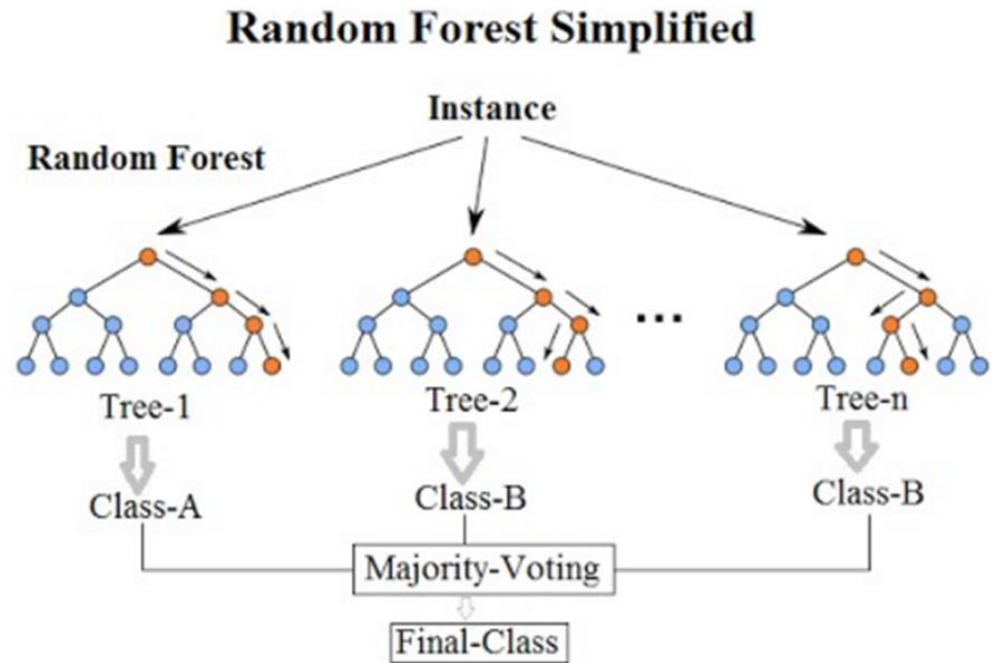 Random Forest Simplified
Instance
Random Forest
...
Tree-1
Tree-2
Tree-n
Class-A
Class-B
Class-B
Majority-Voting
Final-Class